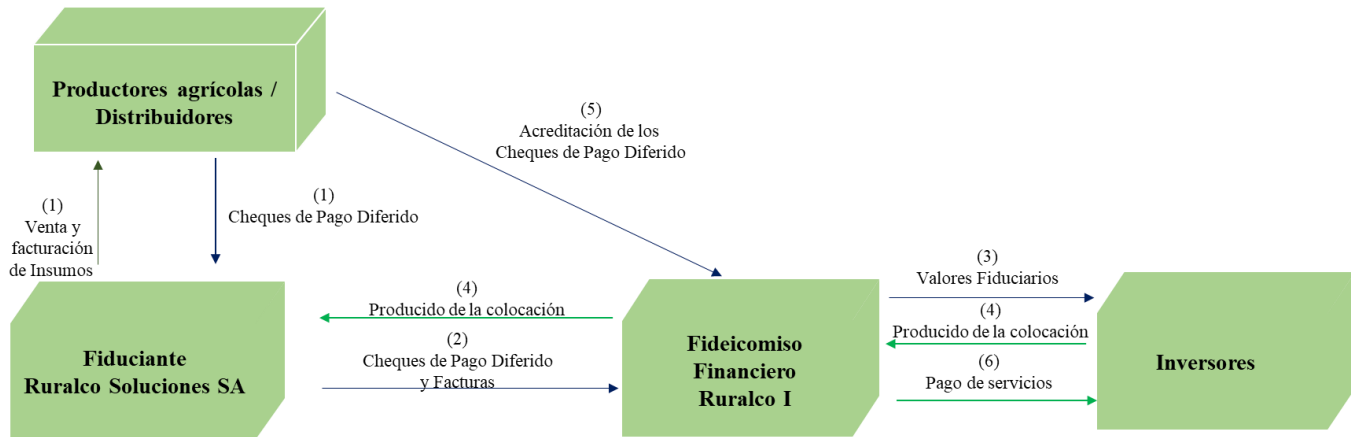 Productores agrícolas /
Distribuidores
(5)
Acreditación de los
Cheques de Pago Diferido
(1)
Venta y
facturación
de Insumos
(1)
Cheques de Pago Diferido
(3)
Valores Fiduciarios
(4)
Producido de la colocación
(4)
Producido de la colocación
(2)
Cheques de Pago Diferido
y Facturas
(6)
Pago de servicios
Fiduciante
Ruralco Soluciones SA
Fideicomiso
Financiero
Ruralco I
Inversores